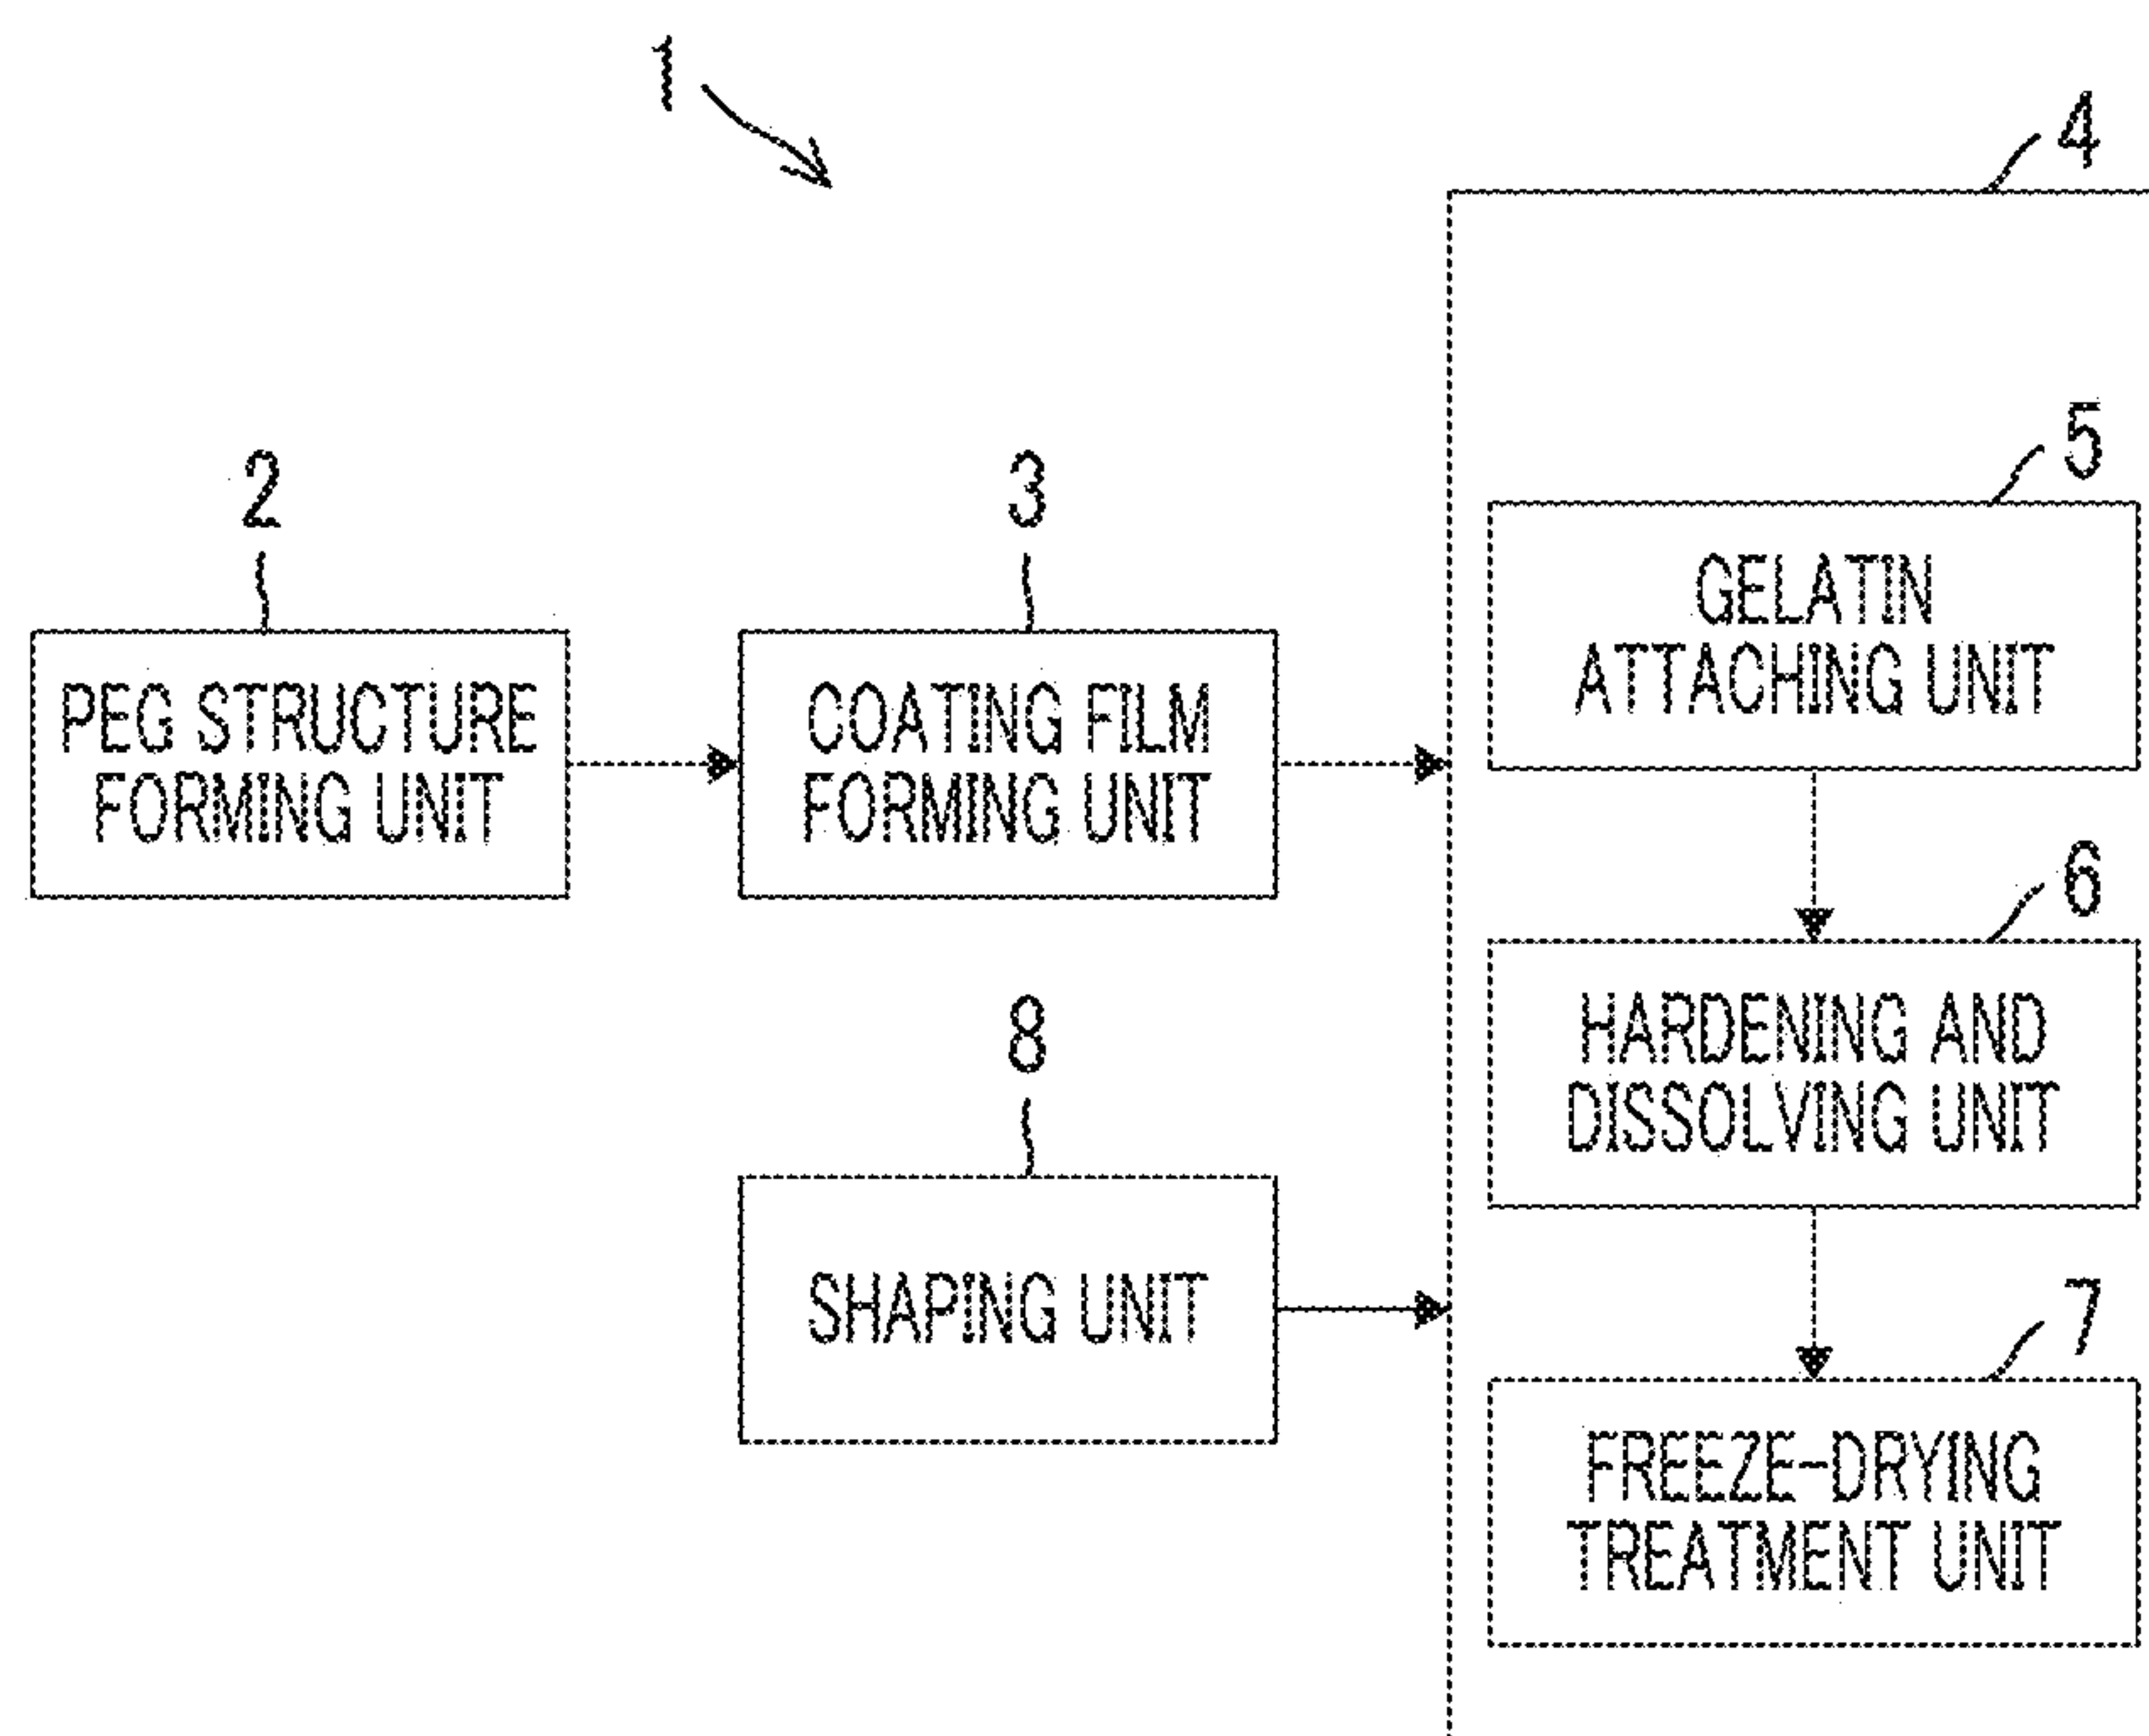 1
4
5
GELATIN
ATTACHING UNIT
2
3
PEG STRUCTURE
FORMING UNIT
COATING FILM
FORMING UNIT
6
HARDENING AND
DISSOLVING UNIT
8
SHAPING UNIT
7
FREEZE-DRYING
TREATMENT UNIT